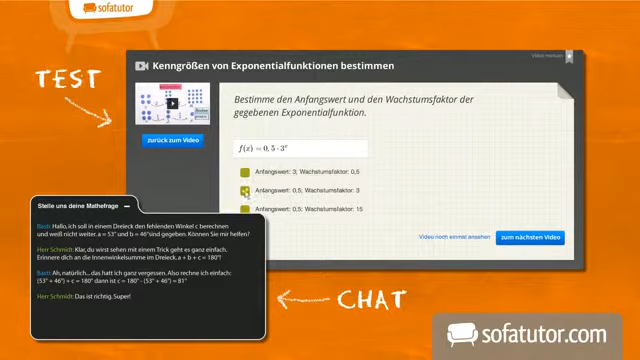 sofatutor
TEST
Kenngrößen von Exponentialfunktionen bestimmen
Video merken
zurück zum Video
Bestimme den Anfangswert und den Wachstumsfaktor der
gegebenen Exponentialfunktion.
f(x) = 0, 5 · 3ˣ
Anfangswert: 3; Wachstumsfaktor: 0,5
Anfangswert: 0,5; Wachstumsfaktor: 3
Anfangswert: 0,5; Wachstumsfaktor: 15
Video noch einmal ansehen
zum nächsten Video
Stelle uns deine Mathefrage
Basti: Hallo, ich soll in einem Dreieck den fehlenden Winkel c berechnen
und weiß nicht weiter. a = 53° und b = 46° sind gegeben. Können Sie mir helfen?
Herr Schmidt: Klar, du wirst sehen mit einem Trick geht es ganz einfach.
Erinnere dich an die Innenwinkelsumme im Dreieck, a + b + c = 180°!
Basti: Ah, natürlich... das hatt ich ganz vergessen. Also rechne ich einfach:
(53° + 46°) + c = 180° dann ist c = 180° - (53° + 46°) = 81°
Herr Schmidt: Das ist richtig. Super!
CHAT
sofatutor.com